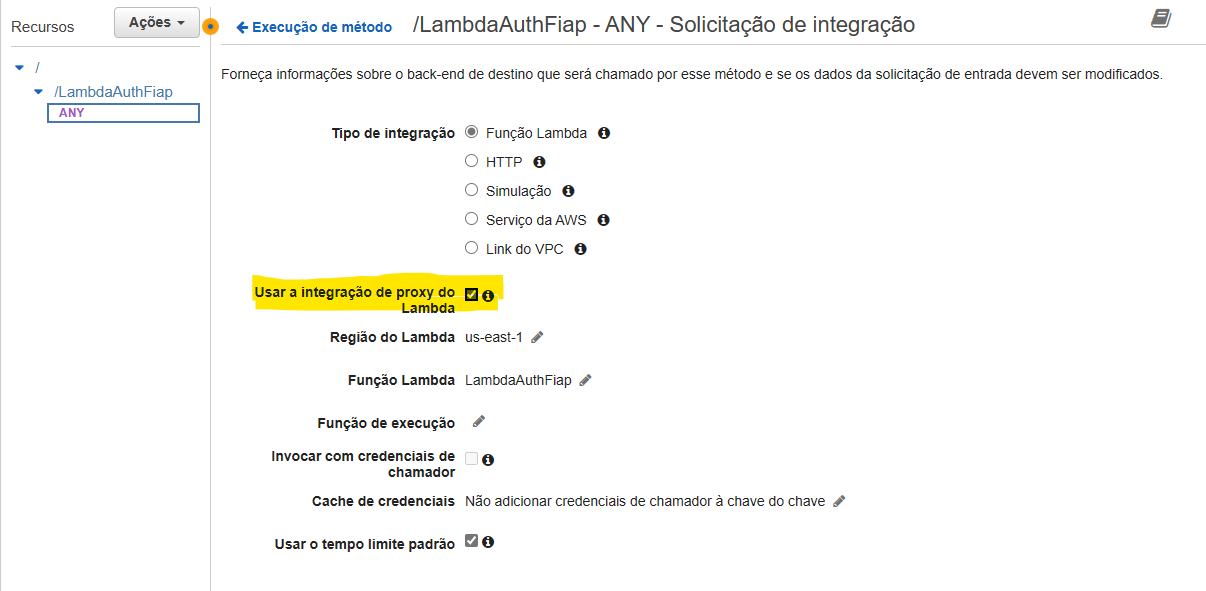 Recursos
Ações
Execução de método
/LambdaAuthFiap - ANY - Solicitação de integração
/
/LambdaAuthFiap
ANY
Forneça informações sobre o back-end de destino que será chamado por esse método e se os dados da solicitação de entrada devem ser modificados.
Tipo de integração
Função Lambda
HTTP
Simulação
Serviço da AWS
Link do VPC
Usar a integração de proxy do
Lambda
Região do Lambda us-east-1
Função Lambda LambdaAuthFiap
Função de execução
Invocar com credenciais de
chamador
Cache de credenciais Não adicionar credenciais de chamador à chave do chave
Usar o tempo limite padrão